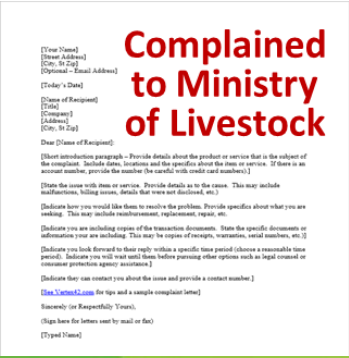 Complained
to Ministry
of Livestock
[Your Name]
[Street Address]
[City, St Zip]
[Optional – Email Address]
[Today's Date]
[Name of Recipient]
[Title]
[Company]
[Address]
[City, St Zip]
Dear [Name of Recipient]:
[Short introduction paragraph – Provide details about the product or service that is the subject of
the complaint. Include dates, locations and the specifics about the item or service. If there is an
account number, provide the number (be careful with credit card numbers).]
[State the issue with item or service. Provide details as to the cause. This may include
malfunctions, billing issues, details that were not disclosed, etc.]
[Indicate how you would like them to resolve the problem. Provide specifics about what you are
seeking. This may include reimbursement, replacement, repair, etc.
[Indicate you are including copies of the transaction documents. State the specific documents or
information your are including. This may be copies of receipts, warranties, serial numbers, etc.)]
[Indicate you look forward to their reply within a specific time period (choose a reasonable time
period). Indicate you will wait until them before pursuing other options such as legal counsel or
consumer protection agency assistance.]
[Indicate they can contact you about the issue and provide a contact number.]
[See Vertex42.com for tips and a sample complaint letter]
Sincerely (or Respectfully Yours),
(Sign here for letters sent by mail or fax)
[Typed Name]